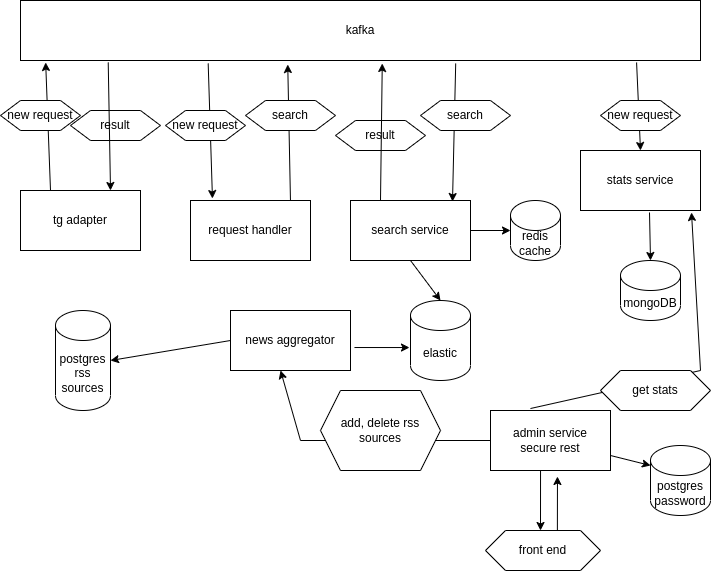 kafka
new request
result
new request
search
result
search
new request
tg adapter
request handler
search service
redis
cache
stats service
mongoDB
postgres
rss
sources
news aggregator
elastic
get stats
add, delete rss
sources
admin service
secure rest
postgres
password
front end